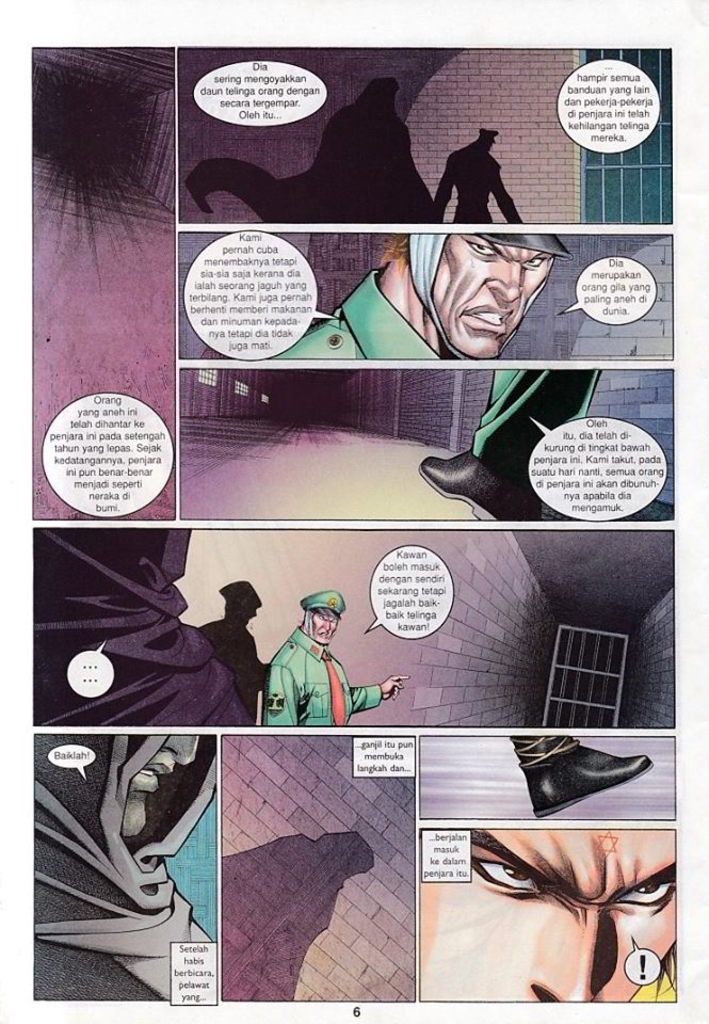 Dia
sering mengoyakkan
daun telinga orang dengan
secara tergempar.
Oleh itu...
...
hampir semua
banduan yang lain
dan pekerja-pekerja
di penjara ini telah
kehilangan telinga
mereka.
Kami
pernah cuba
menembaknya tetapi
sia-sia saja kerana dia
ialah seorang jaguh yang
terbilang. Kami juga pernah
berhenti memberi makanan
dan minuman kepada-
nya tetapi dia tidak
juga mati.
Dia
merupakan
orang gila yang
paling aneh di
dunia.
Orang
yang aneh ini
telah dihantar ke
penjara ini pada setengah
tahun yang lepas. Sejak
kedatangannya, penjara
ini pun benar-benar
menjadi seperti
neraka di
bumi.
Oleh
itu, dia telah di-
kurung di tingkat bawah
penjara ini. Kami takut, pada
suatu hari nanti, semua orang
di penjara ini akan dibunuh-
nya apabila dia
mengamuk.
Kawan
boleh masuk
dengan sendiri
sekarang tetapi
jagalah baik-
baik telinga
kawan!
...
...
Baiklah!
Setelah
habis
berbicara,
pelawat
yang...
...ganjil itu pun
membuka
langkah dan...
...berjalan
masuk
ke dalam
penjara itu.
!
6